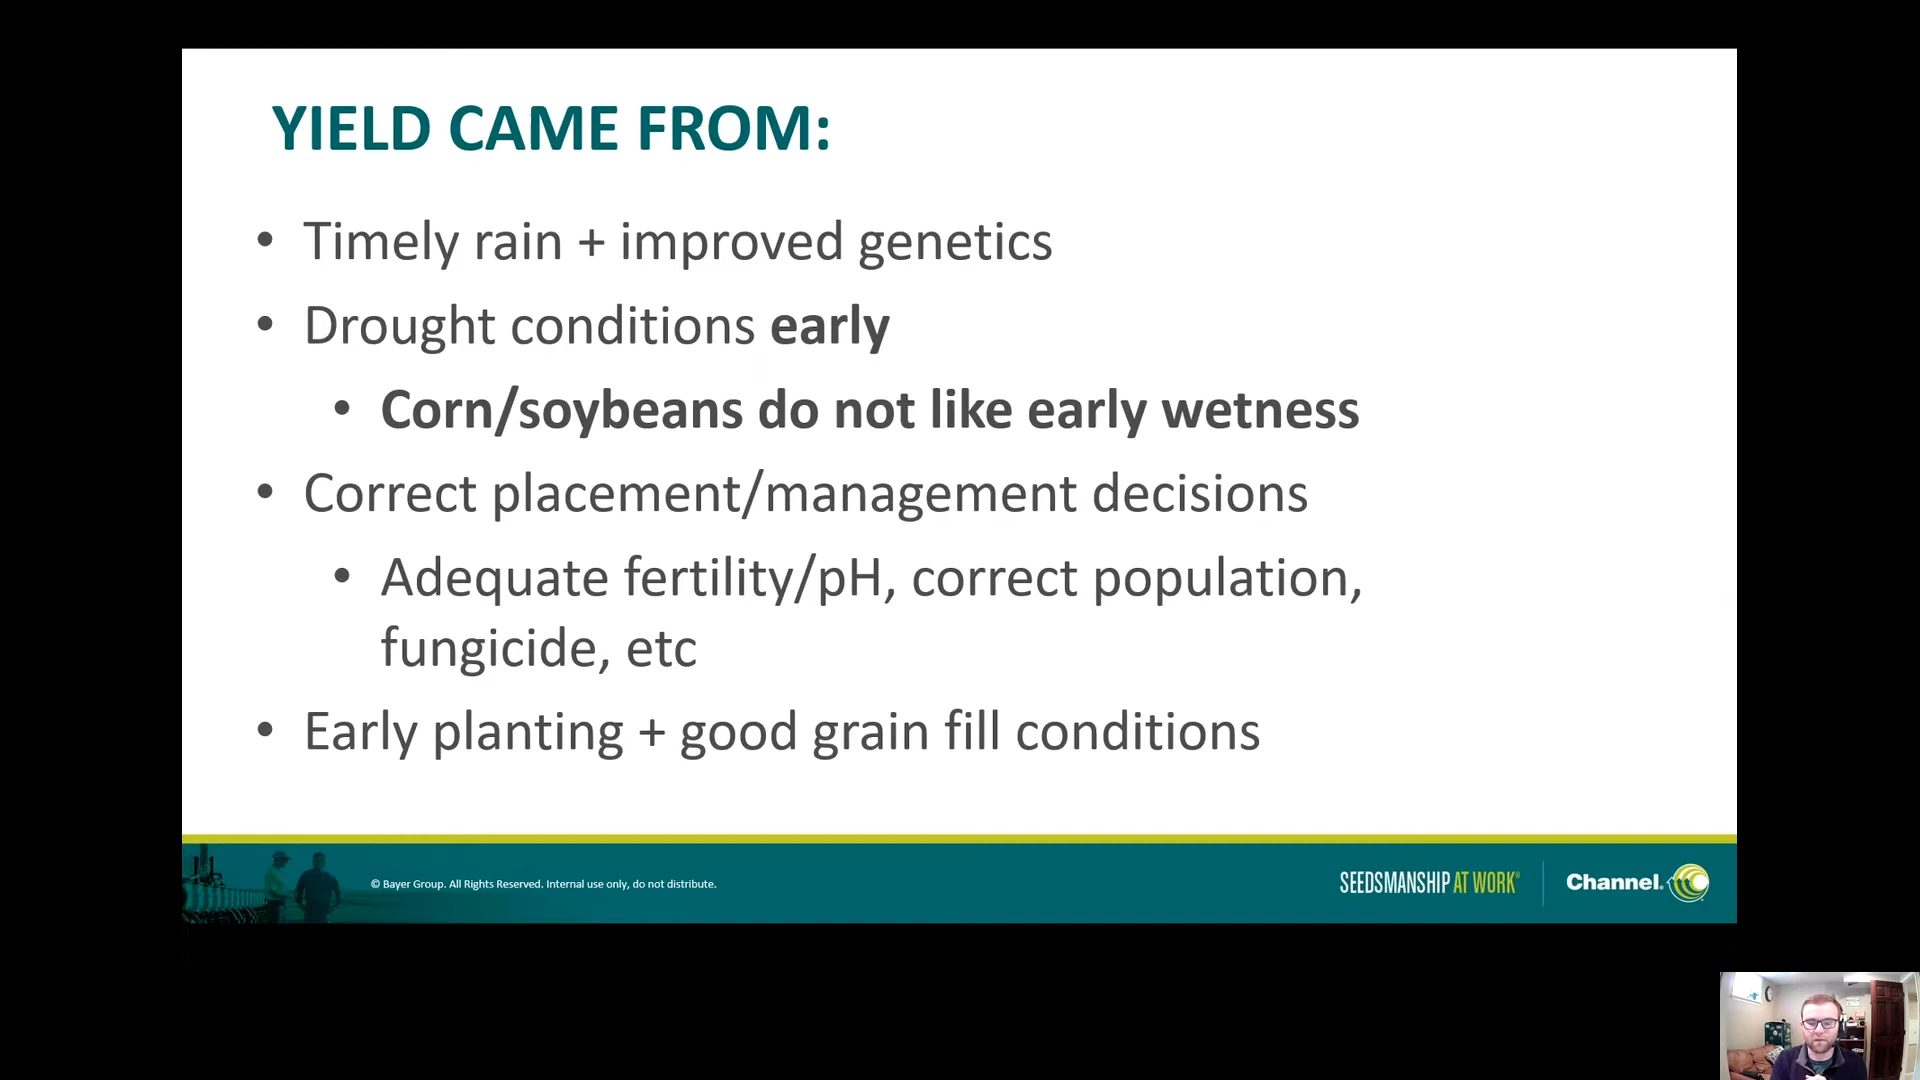 YIELD CAME FROM:
• Timely rain + improved genetics
• Drought conditions early
• Corn/soybeans do not like early wetness
• Correct placement/management decisions
• Adequate fertility/pH, correct population,
fungicide, etc
• Early planting + good grain fill conditions
© Bayer Group. All Rights Reserved. Internal use only, do not distribute.
SEEDSMANSHIP AT WORK®
Channel.